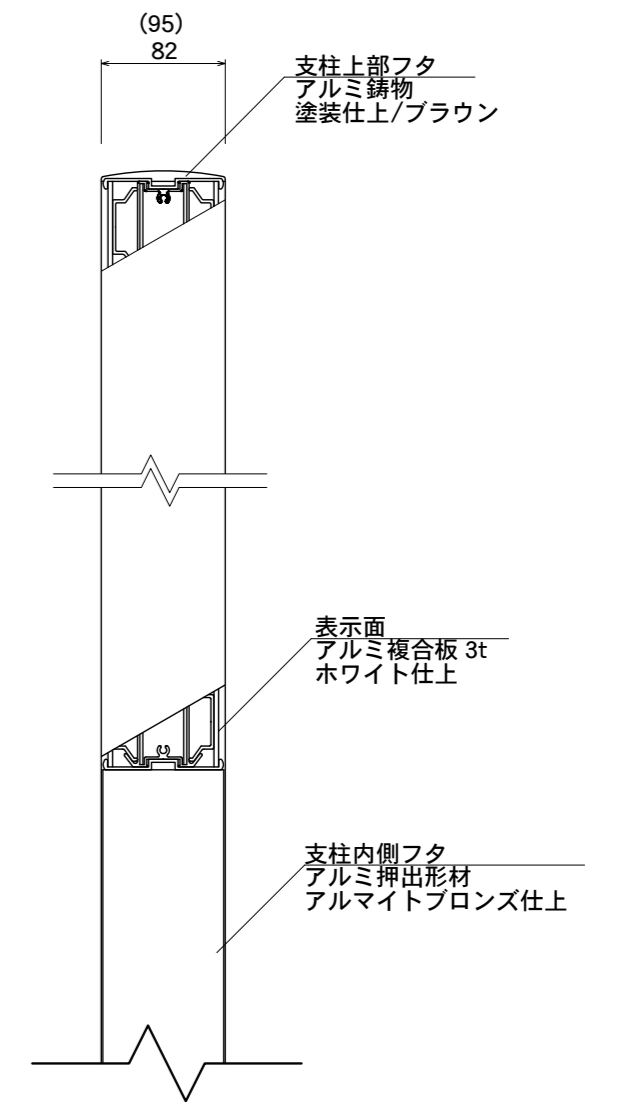 (95)
82
支柱上部フタ
アルミ鋳物
塗装仕上/ブラウン
表示面
アルミ複合板 3t
ホワイト仕上
支柱内側フタ
アルミ押出形材
アルマイトブロンズ仕上